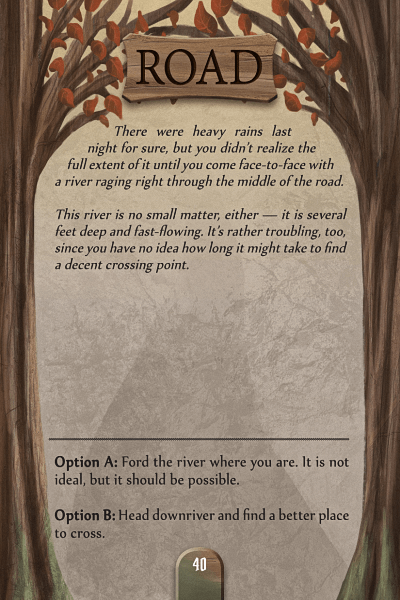 ROAD
There were heavy rains last
night for sure, but you didn't realize the
full extent of it until you come face-to-face with
a river raging right through the middle of the road.
This river is no small matter, either — it is several
feet deep and fast-flowing. It's rather troubling, too,
since you have no idea how long it might take to find
a decent crossing point.
Option A: Ford the river where you are. It is not
ideal, but it should be possible.
Option B: Head downriver and find a better place
to cross.
40